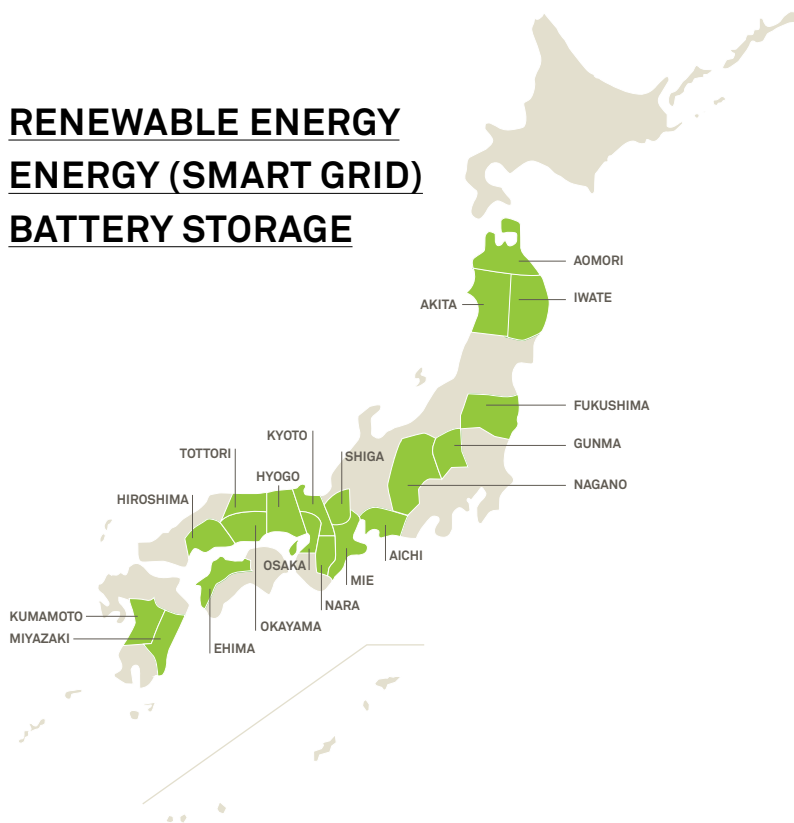 RENEWABLE ENERGY
ENERGY (SMART GRID)
BATTERY STORAGE
AOMORI
IWATE
AKITA
FUKUSHIMA
GUNMA
NAGANO
KYOTO
SHIGA
TOTTORI
HYOGO
HIROSHIMA
AICHI
OSAKA
MIE
NARA
OKAYAMA
EHIMA
KUMAMOTO
MIYAZAKI